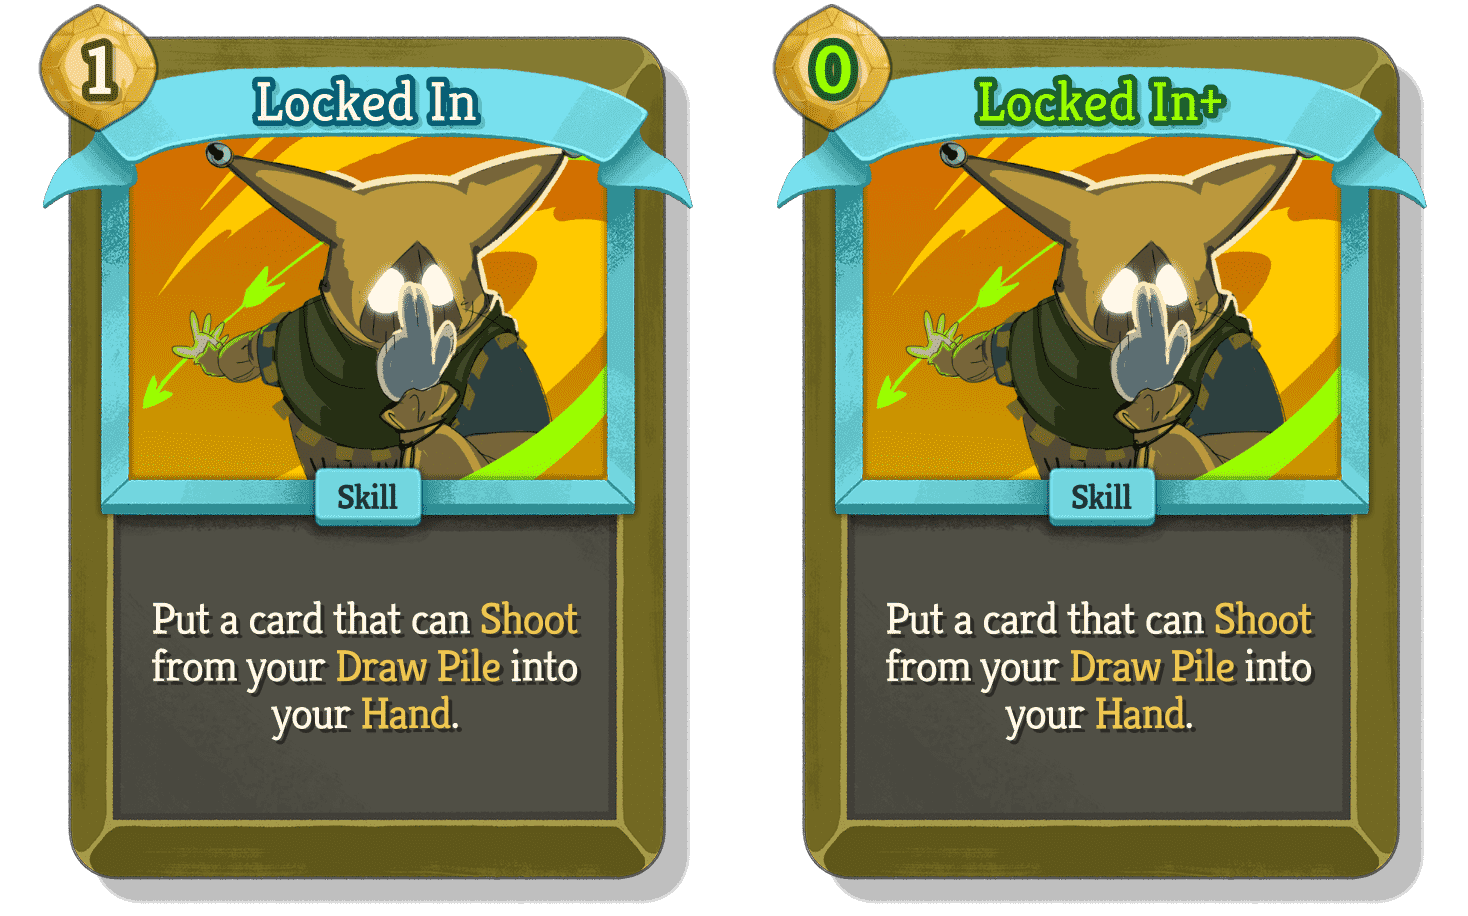 1
Locked In
Skill
Put a card that can Shoot
from your Draw Pile into
your Hand.
0
Locked In+
Skill
Put a card that can Shoot
from your Draw Pile into
your Hand.